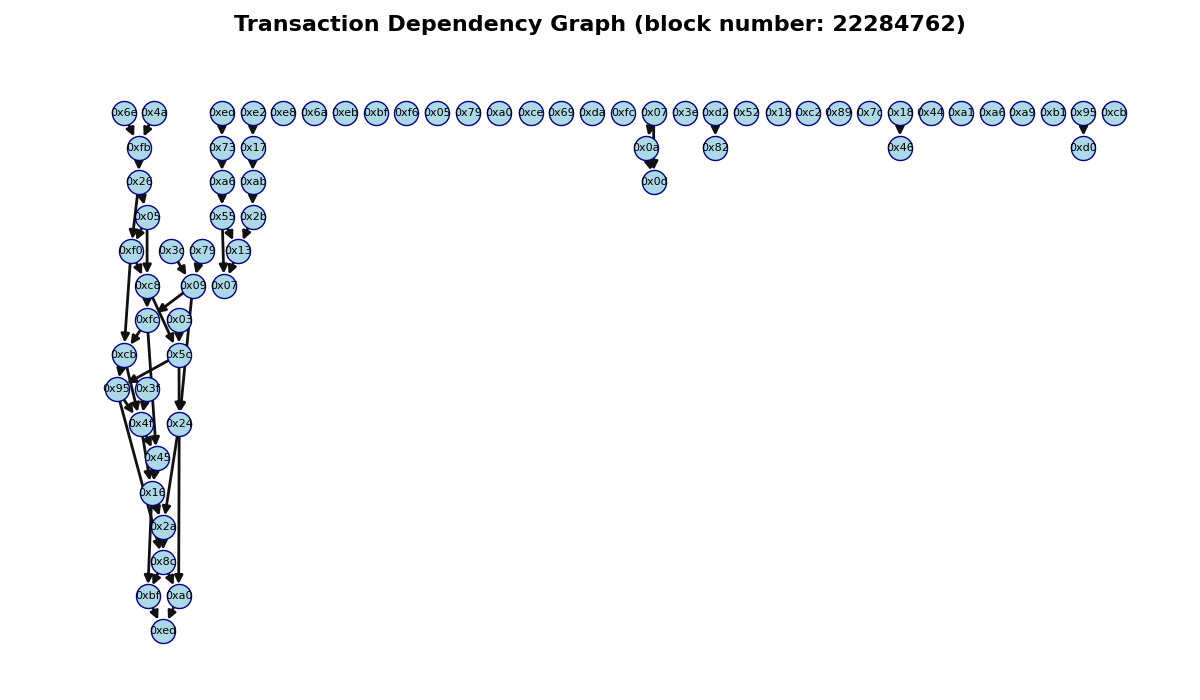 Transaction Dependency Graph (block number: 22284762)
0x6e 0x4a 0xed 0xe2 0xe8 0x6a 0xeb 0xbf 0xf6 0x05 0x79 0xa0 0xce 0x69 0xda 0xfc 0x07 0x3e 0xd2 0x52 0x18 0xc2 0x89 0x7c 0x18 0x44 0xa1 0xa6 0xa9 0xb1 0x95 0xcb
0xfb 0x73 0x17 0x0a 0x82 0x46 0xd0
0x26 0xa6 0xab 0x0d
0x05 0x55 0x2b
0xf0 0x3c 0x79 0x13
0xc8 0x09 0x07
0xfc 0x03
0xcb 0x5c
0x95 0x3f
0x4f 0x24
0x45
0x16
0x2a
0x8c
0xbf 0xa0
0xed